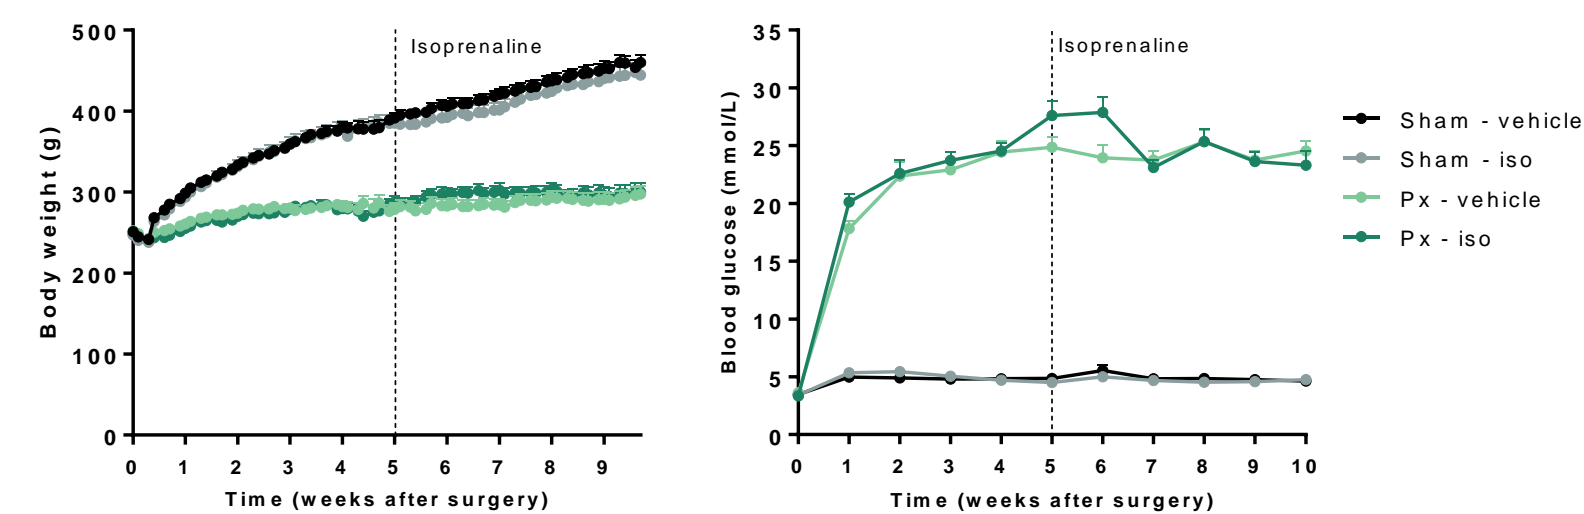 500
400
300
200
100
0
Body weight (g)
Isoprenaline
0 1 2 3 4 5 6 7 8 9
Time (weeks after surgery)
35
30
25
20
15
10
5
0
Blood glucose (mmol/L)
Isoprenaline
0 1 2 3 4 5 6 7 8 9 10
Time (weeks after surgery)
Sham - vehicle
Sham - iso
Px - vehicle
Px - iso